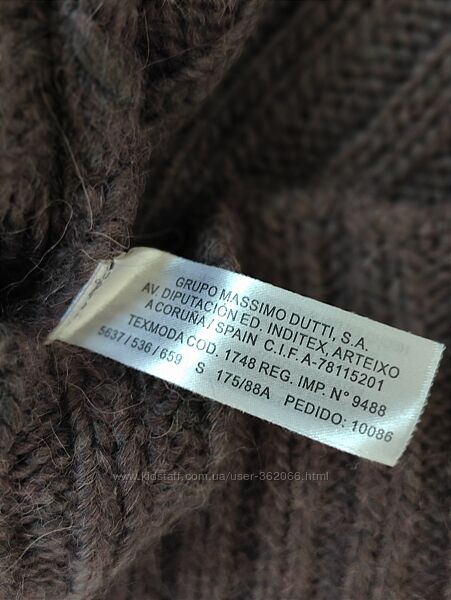 GRUPO MASSIMO DUTTI, S.A.
AV DIPUTACIÓN ED. INDITEX, ARTEIXO
A CORUÑA / SPAIN C.I.F. A-78115201
TEXMODA COD. 1748 REG. IMP. N° 9488
5637 / 536 / 659 S 175/88A PEDIDO: 10086
www.kidstaff.com.ua/user-362066.html